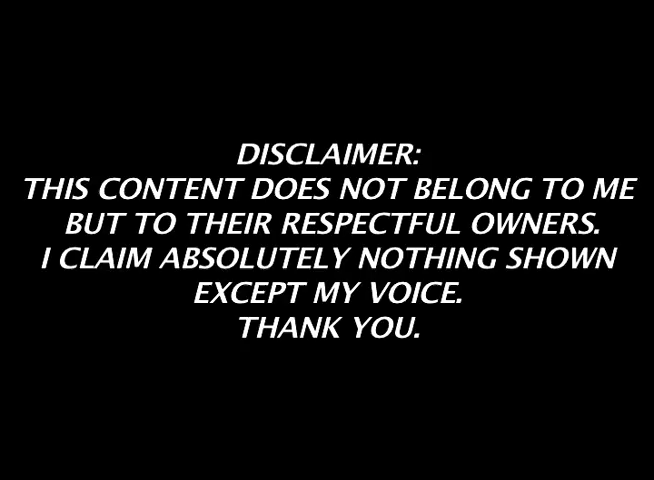 DISCLAIMER:
THIS CONTENT DOES NOT BELONG TO ME
BUT TO THEIR RESPECTFUL OWNERS.
I CLAIM ABSOLUTELY NOTHING SHOWN
EXCEPT MY VOICE.
THANK YOU.